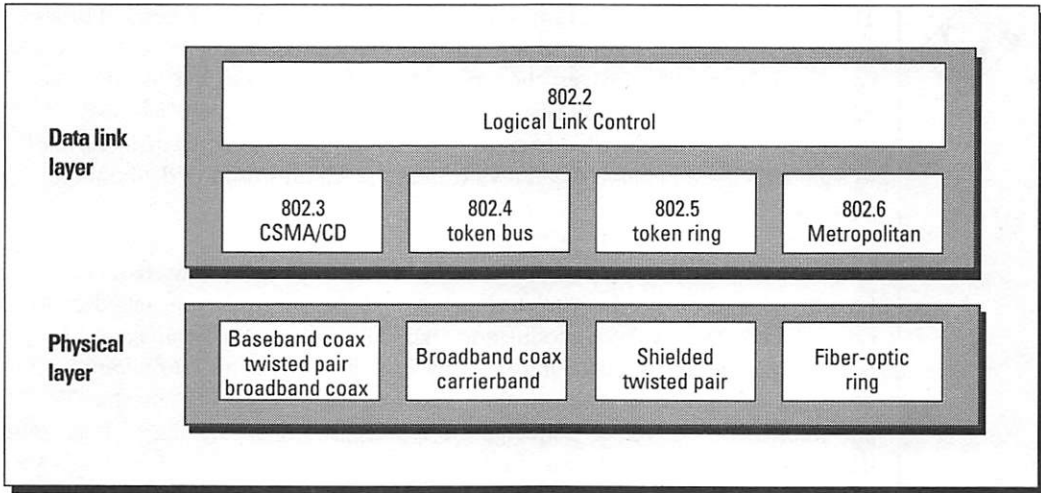 802.2
Logical Link Control
Data link
layer
802.3
CSMA/CD
802.4
token bus
802.5
token ring
802.6
Metropolitan
Physical
layer
Baseband coax
twisted pair
broadband coax
Broadband coax
carrierband
Shielded
twisted pair
Fiber-optic
ring